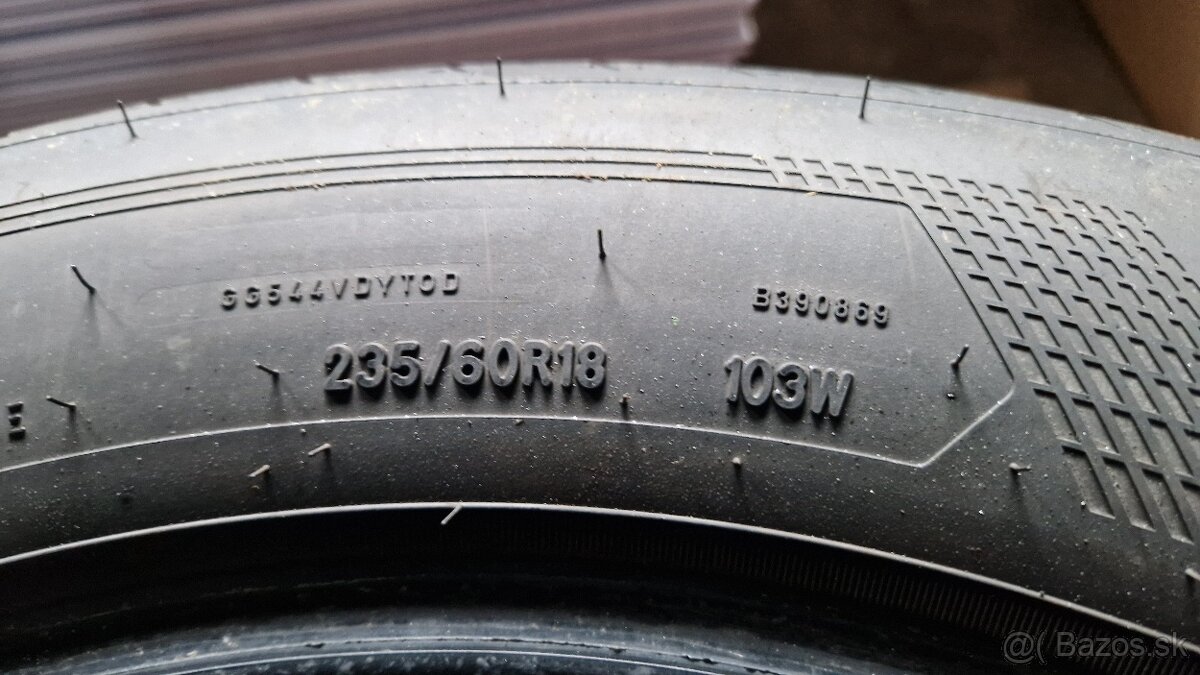 GG544VDYTOD B390869
235/60R18 103W
E
@( Bazos.sk